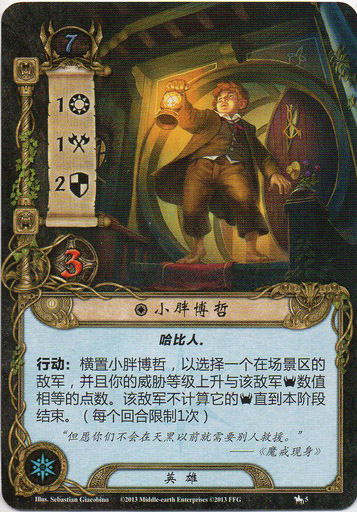 7
1
1
2
3
小胖博哲
哈比人.
行动：横置小胖博哲，以选择一个在场景区的
敌军，并且你的威胁等级上升与该敌军数值
相等的点数。该敌军不计算它的直到本阶段
结束。（每个回合限制1次）
“但愿你们不会在天黑以前就需要别人救援。”
——《魔戒现身》
英雄
Illus. Sebastian Giacobino ©2013 Middle-earth Enterprises ©2013 FFG 5